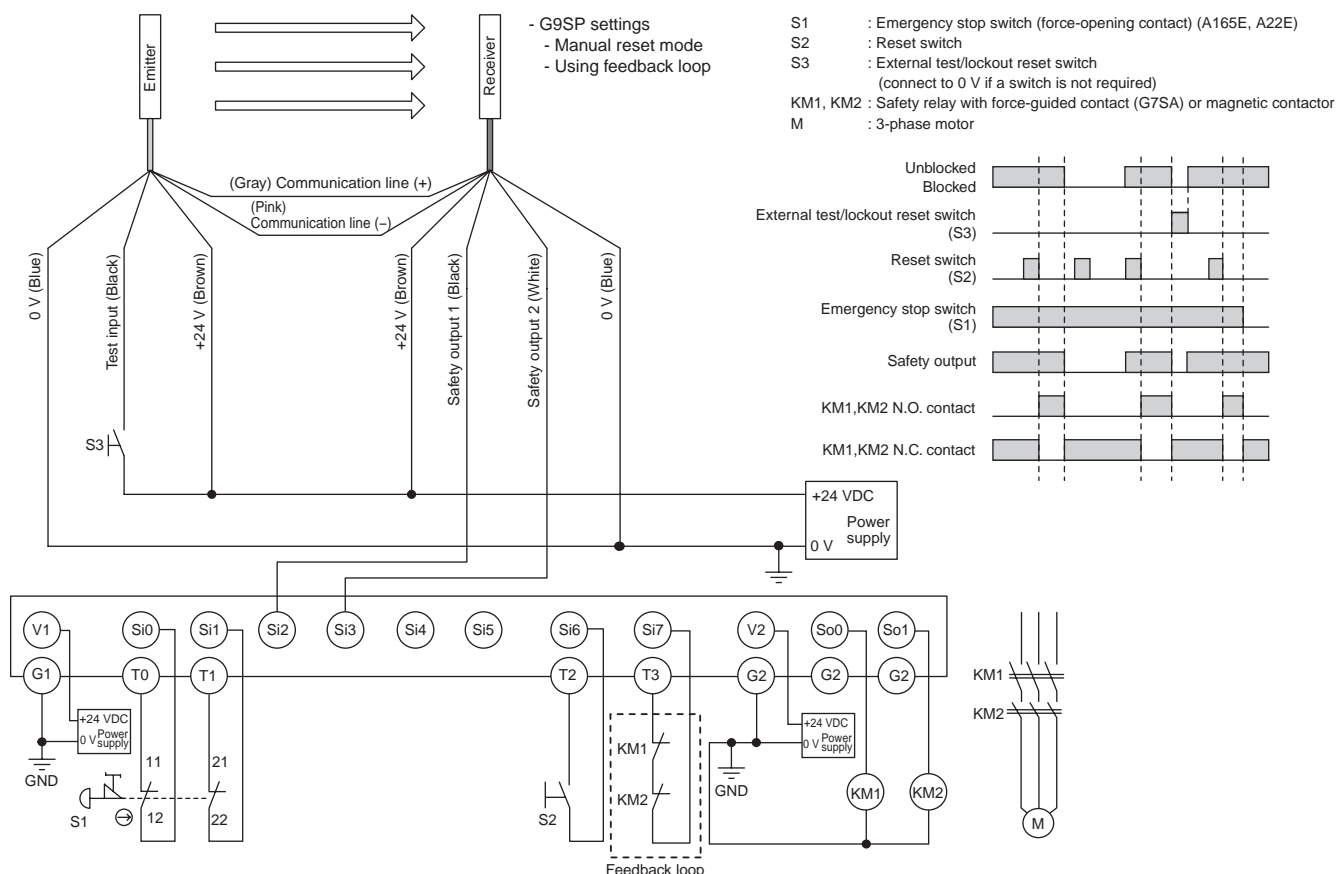 Emitter
Receiver
- G9SP settings
- Manual reset mode
- Using feedback loop
S1 : Emergency stop switch (force-opening contact) (A165E, A22E)
S2 : Reset switch
S3 : External test/lockout reset switch
(connect to 0 V if a switch is not required)
KM1, KM2 : Safety relay with force-guided contact (G7SA) or magnetic contactor
M : 3-phase motor
(Gray) Communication line (+)
(Pink)
Communication line (−)
0 V (Blue)
Test input (Black)
+24 V (Brown)
+24 V (Brown)
Safety output 1 (Black)
Safety output 2 (White)
0 V (Blue)
S3
+24 VDC
Power
supply
0 V
Unblocked
Blocked
External test/lockout reset switch
(S3)
Reset switch
(S2)
Emergency stop switch
(S1)
Safety output
KM1,KM2 N.O. contact
KM1,KM2 N.C. contact
V1 Si0 Si1 Si2 Si3 Si4 Si5 Si6 Si7 V2 So0 So1
G1 T0 T1 T2 T3 G2 G2 G2
+24 VDC
Power
0 V supply
GND
11
12
21
22
S1
S2
KM1
KM2
Feedback loop
+24 VDC
Power
0 V supply
GND
KM1
KM2
KM1
KM2
M